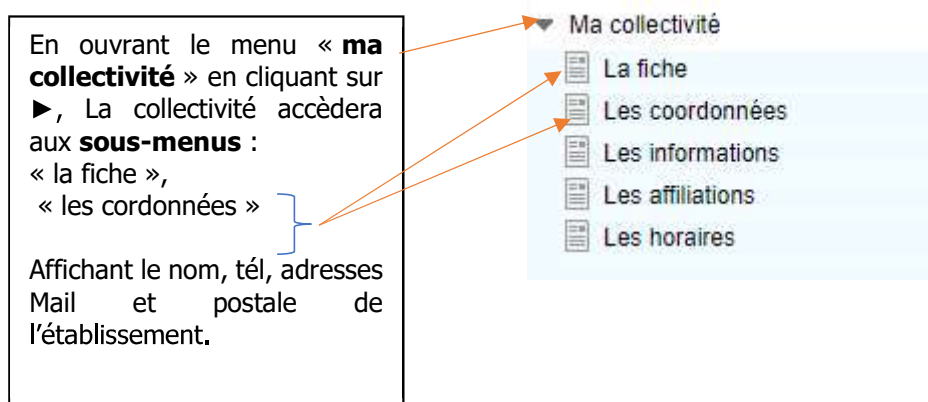 En ouvrant le menu « ma
collectivité » en cliquant sur
►, La collectivité accèdera
aux sous-menus :
« la fiche »,
« les cordonnées »
Affichant le nom, tél, adresses
Mail et postale de
l'établissement.
Ma collectivité
La fiche
Les coordonnées
Les informations
Les affiliations
Les horaires